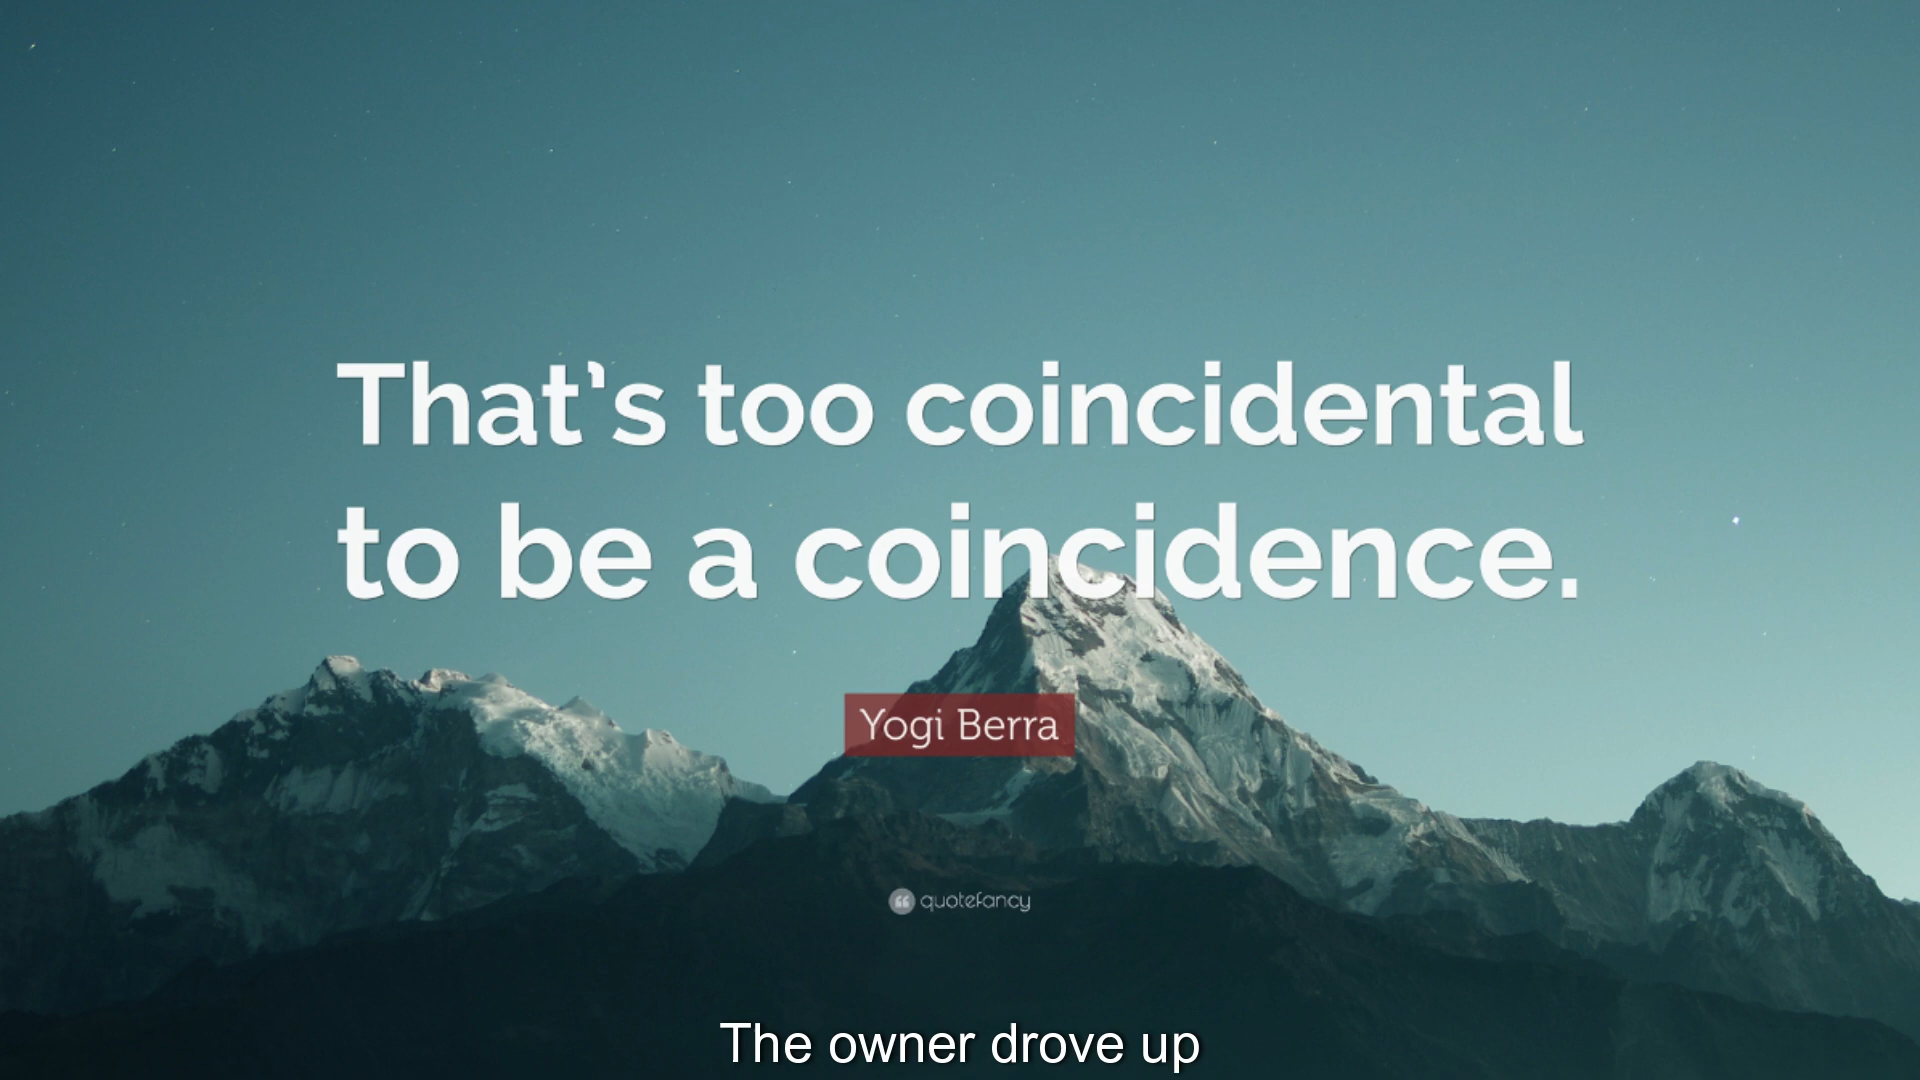 That’s too coincidental
to be a coincidence.
Yogi Berra
quotefancy
The owner drove up